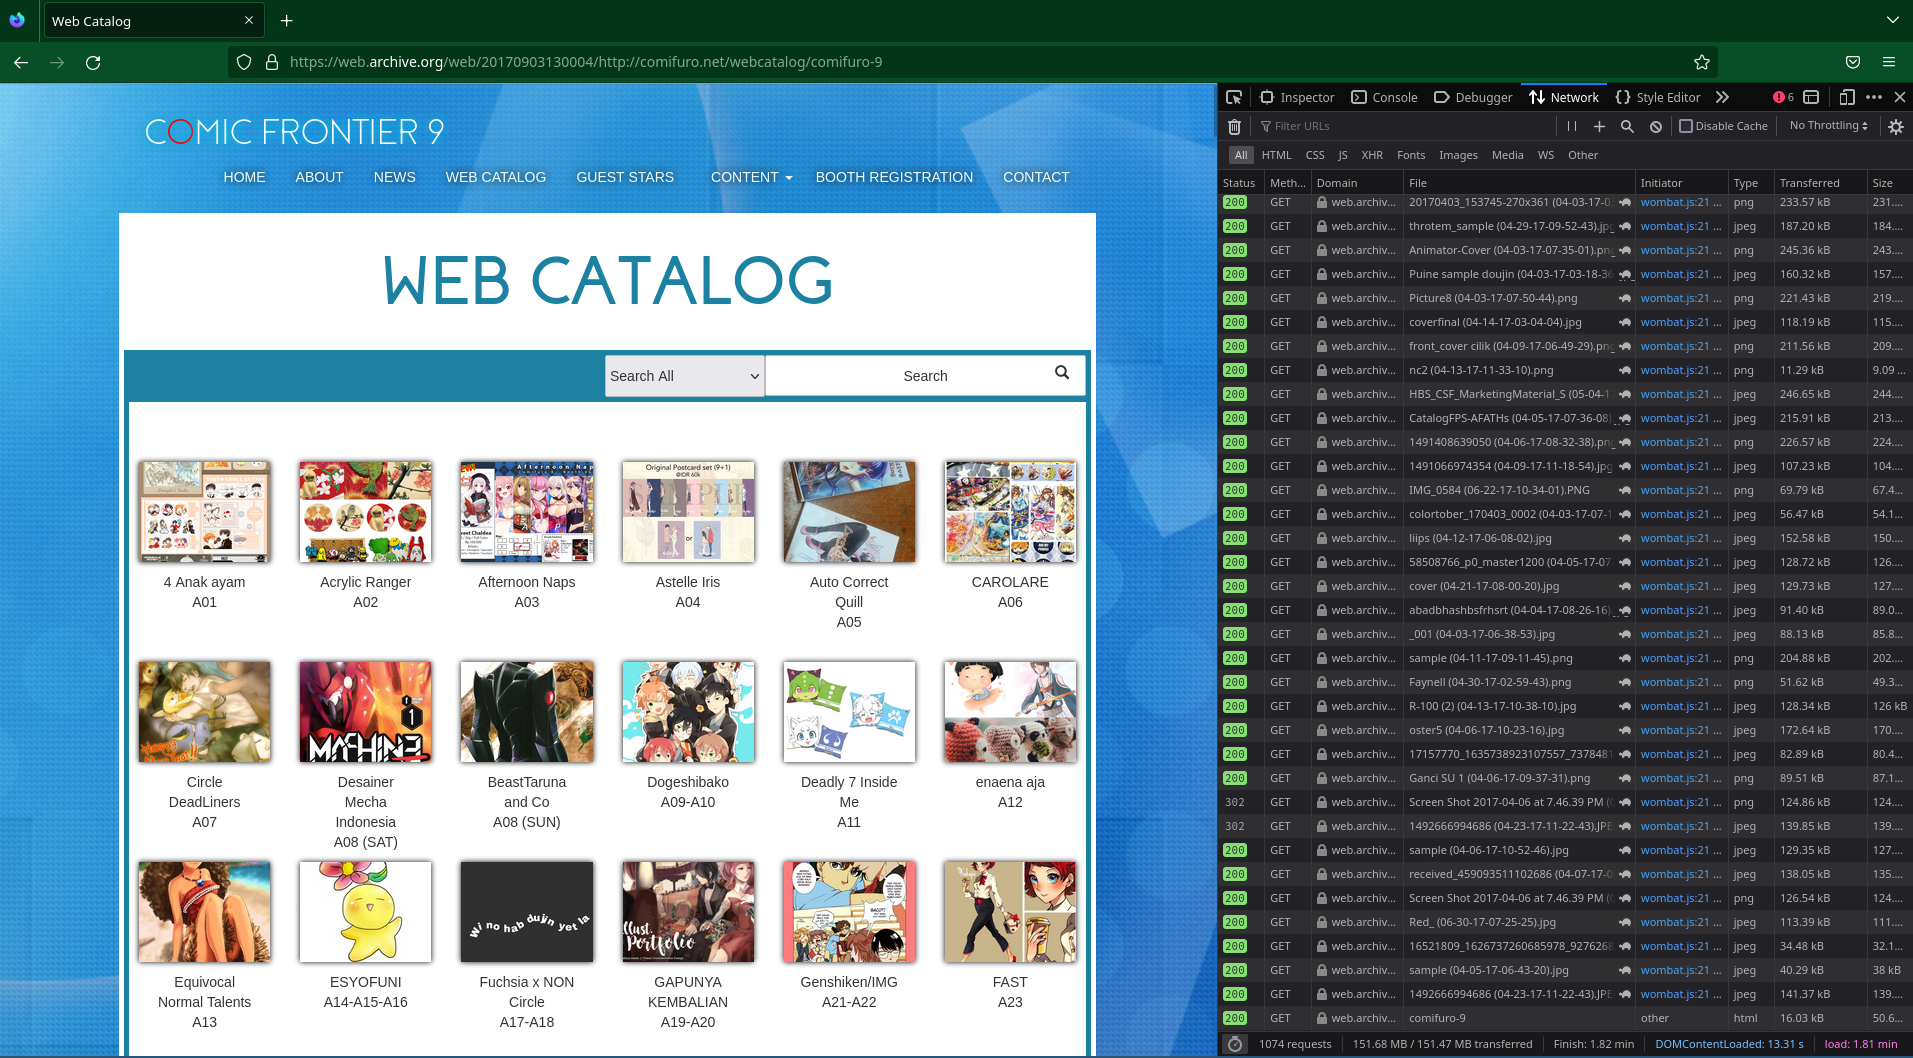 Web Catalog
https://web.archive.org/web/20170903130004/http://comifuro.net/webcatalog/comifuro-9
COMIC FRONTIER 9
HOME ABOUT NEWS WEB CATALOG GUEST STARS CONTENT BOOTH REGISTRATION CONTACT
WEB CATALOG
Search All Search
Afternoon Nap
Original Postcard set (9+1)
@IDR 60k
or
4 Anak ayam
A01
Acrylic Ranger
A02
Afternoon Naps
A03
Astelle Iris
A04
Auto Correct
Quill
A05
CAROLARE
A06
1
Circle
DeadLiners
A07
Desainer
Mecha
Indonesia
A08 (SAT)
BeastTaruna
and Co
A08 (SUN)
Dogeshibako
A09-A10
Deadly 7 Inside
Me
A11
enaena aja
A12
Wi no hab dujin yet la
llust.
Portfolio
Equivocal
Normal Talents
A13
ESYOFUNI
A14-A15-A16
Fuchsia x NON
Circle
A17-A18
GAPUNYA
KEMBALIAN
A19-A20
Genshiken/IMG
A21-A22
FAST
A23
Inspector Console Debugger Network Style Editor 6
Filter URLs Disable Cache No Throttling
All HTML CSS JS XHR Fonts Images Media WS Other
Status Meth... Domain File Initiator Type Transferred Size
200 GET web.archiv... 20170403_153745-270x361 (04-03-17-0 wombat.js:21 ... png 233.57 kB 231....
200 GET web.archiv... throtem_sample (04-29-17-09-52-43).jpg wombat.js:21 ... jpeg 187.20 kB 184....
200 GET web.archiv... Animator-Cover (04-03-17-07-35-01).png wombat.js:21 ... png 245.36 kB 243....
200 GET web.archiv... Puine sample doujin (04-03-17-03-18-36 wombat.js:21 ... jpeg 160.32 kB 157....
200 GET web.archiv... Picture8 (04-03-17-07-50-44).png wombat.js:21 ... png 221.43 kB 219....
200 GET web.archiv... coverfinal (04-14-17-03-04-04).jpg wombat.js:21 ... jpeg 118.19 kB 115....
200 GET web.archiv... front_cover cilik (04-09-17-06-49-29).png wombat.js:21 ... png 211.56 kB 209....
200 GET web.archiv... nc2 (04-13-17-11-33-10).png wombat.js:21 ... png 11.29 kB 9.09 ...
200 GET web.archiv... HBS_CSF_MarketingMaterial_S (05-04-1 wombat.js:21 ... jpeg 246.65 kB 244....
200 GET web.archiv... CatalogFPS-AFATHs (04-05-17-07-36-08) wombat.js:21 ... jpeg 215.91 kB 213....
200 GET web.archiv... 1491408639050 (04-06-17-08-32-38).png wombat.js:21 ... png 226.57 kB 224....
200 GET web.archiv... 1491066974354 (04-09-17-11-18-54).jpg wombat.js:21 ... jpeg 107.23 kB 104....
200 GET web.archiv... IMG_0584 (06-22-17-10-34-01).PNG wombat.js:21 ... png 69.79 kB 67.4...
200 GET web.archiv... colortober_170403_0002 (04-03-17-07-1 wombat.js:21 ... jpeg 56.47 kB 54.1...
200 GET web.archiv... liips (04-12-17-06-08-02).jpg wombat.js:21 ... jpeg 152.58 kB 150....
200 GET web.archiv... 58508766_p0_master1200 (04-05-17-07- wombat.js:21 ... jpeg 128.72 kB 126....
200 GET web.archiv... cover (04-21-17-08-00-20).jpg wombat.js:21 ... jpeg 129.73 kB 127....
200 GET web.archiv... abadbhashbsfrhsrt (04-04-17-08-26-16) wombat.js:21 ... jpeg 91.40 kB 89.0...
200 GET web.archiv... _001 (04-03-17-06-38-53).jpg wombat.js:21 ... jpeg 88.13 kB 85.8...
200 GET web.archiv... sample (04-11-17-09-11-45).png wombat.js:21 ... png 204.88 kB 202....
200 GET web.archiv... Faynell (04-30-17-02-59-43).png wombat.js:21 ... png 51.62 kB 49.3...
200 GET web.archiv... R-100 (2) (04-13-17-10-38-10).jpg wombat.js:21 ... jpeg 128.34 kB 126 kB
200 GET web.archiv... oster5 (04-06-17-10-23-16).jpg wombat.js:21 ... jpeg 172.64 kB 170....
200 GET web.archiv... 17157770_1635738923107557_7378481 wombat.js:21 ... jpeg 82.89 kB 80.4...
200 GET web.archiv... Ganci SU 1 (04-06-17-09-37-31).png wombat.js:21 ... png 89.51 kB 87.1...
302 GET web.archiv... Screen Shot 2017-04-06 at 7.46.39 PM ( wombat.js:21 ... png 124.86 kB 124....
302 GET web.archiv... 1492666994686 (04-23-17-11-22-43).JPE wombat.js:21 ... jpeg 139.85 kB 139....
200 GET web.archiv... sample (04-06-17-10-52-46).jpg wombat.js:21 ... jpeg 129.35 kB 127....
200 GET web.archiv... received_459093511102686 (04-07-17-0 wombat.js:21 ... jpeg 138.05 kB 135....
200 GET web.archiv... Screen Shot 2017-04-06 at 7.46.39 PM ( wombat.js:21 ... png 126.54 kB 124....
200 GET web.archiv... Red_ (06-30-17-07-25-25).jpg wombat.js:21 ... jpeg 113.39 kB 111....
200 GET web.archiv... 16521809_1626737260685978_9276268 wombat.js:21 ... jpeg 34.48 kB 32.1...
200 GET web.archiv... sample (04-05-17-06-43-20).jpg wombat.js:21 ... jpeg 40.29 kB 38 kB
200 GET web.archiv... 1492666994686 (04-23-17-11-22-43).JPE wombat.js:21 ... jpeg 141.37 kB 139....
200 GET web.archiv... comifuro-9 other html 16.03 kB 50.6...
1074 requests 151.68 MB / 151.47 MB transferred Finish: 1.82 min DOMContentLoaded: 13.31 s load: 1.81 min